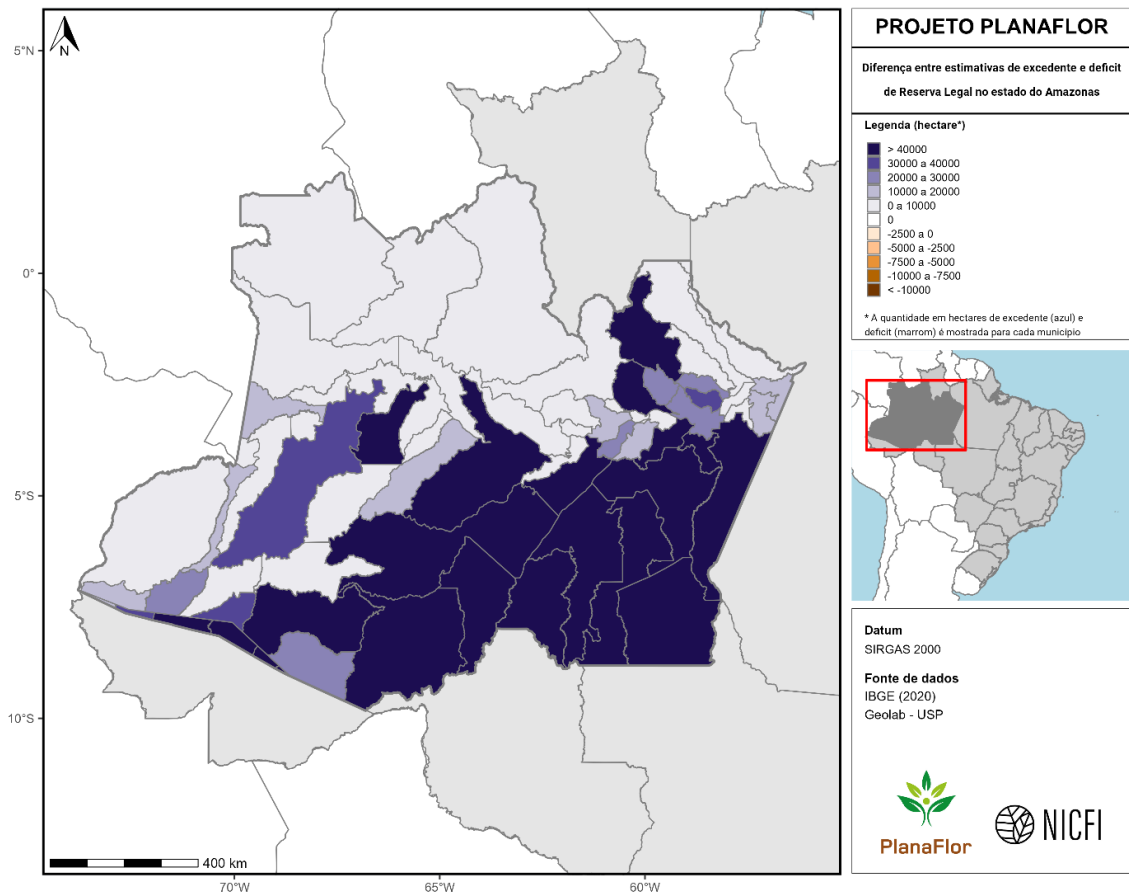 N
5°N
0°
5°S
10°S
70°W
65°W
60°W
400 km
PROJETO PLANAFLOR
Diferença entre estimativas de excedente e deficit
de Reserva Legal no estado do Amazonas
Legenda (hectare*)
> 40000
30000 a 40000
20000 a 30000
10000 a 20000
0 a 10000
0
-2500 a 0
-5000 a -2500
-7500 a -5000
-10000 a -7500
< -10000
* A quantidade em hectares de excedente (azul) e
deficit (marrom) é mostrada para cada município
Datum
SIRGAS 2000
Fonte de dados
IBGE (2020)
Geolab - USP
PlanaFlor
NICFI